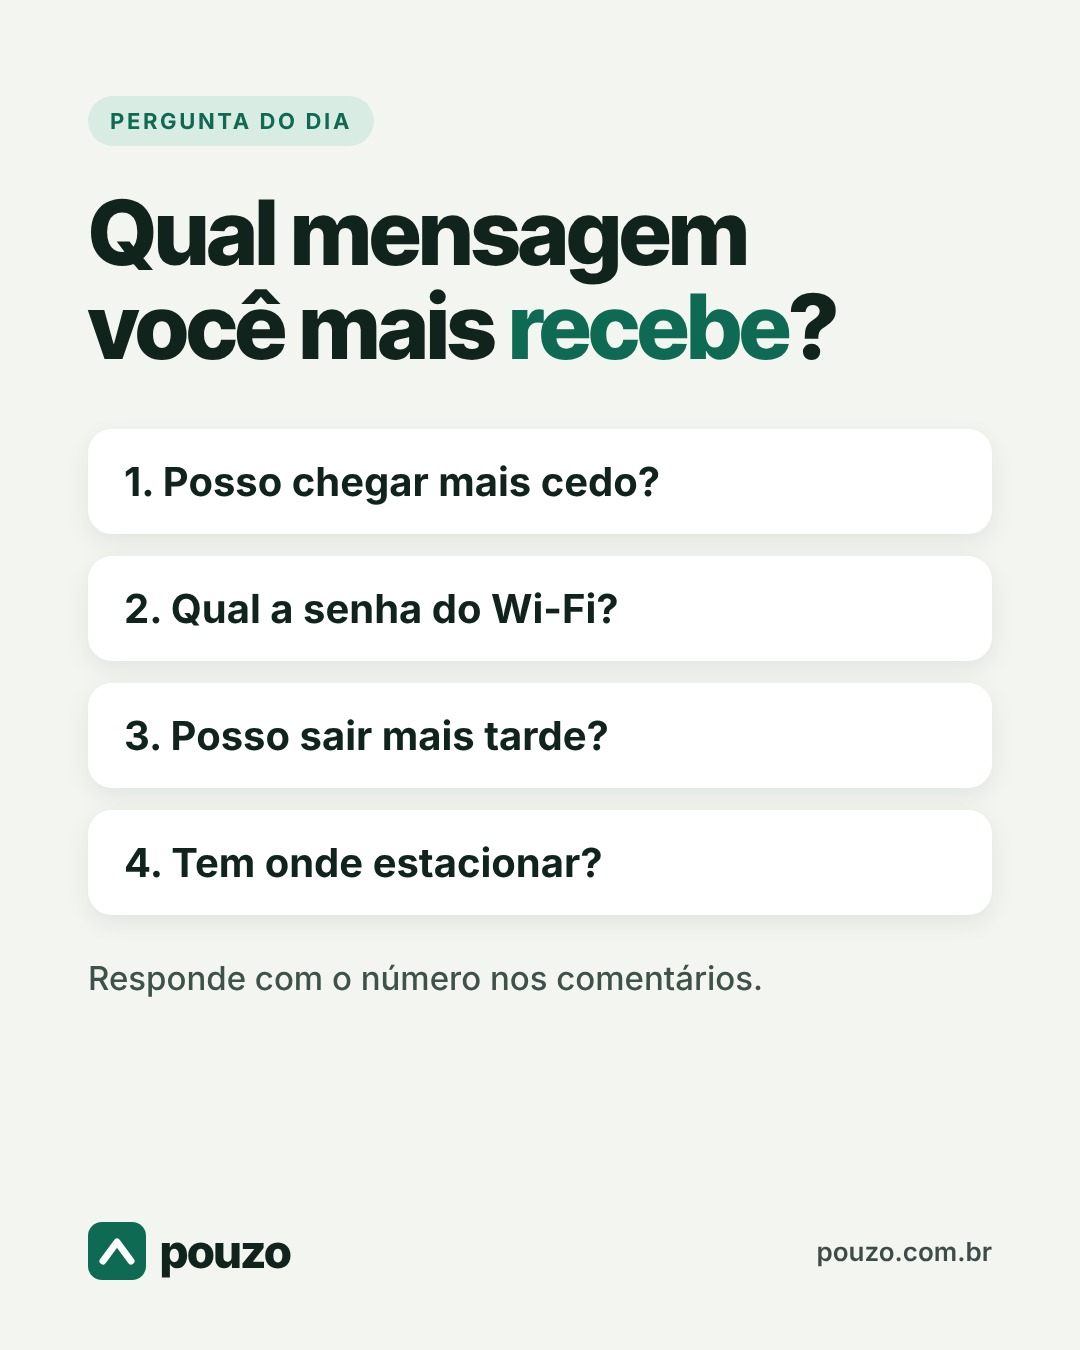 PERGUNTA DO DIA
Qual mensagem
você mais recebe?
1. Posso chegar mais cedo?
2. Qual a senha do Wi-Fi?
3. Posso sair mais tarde?
4. Tem onde estacionar?
Responde com o número nos comentários.
pouzo
pouzo.com.br